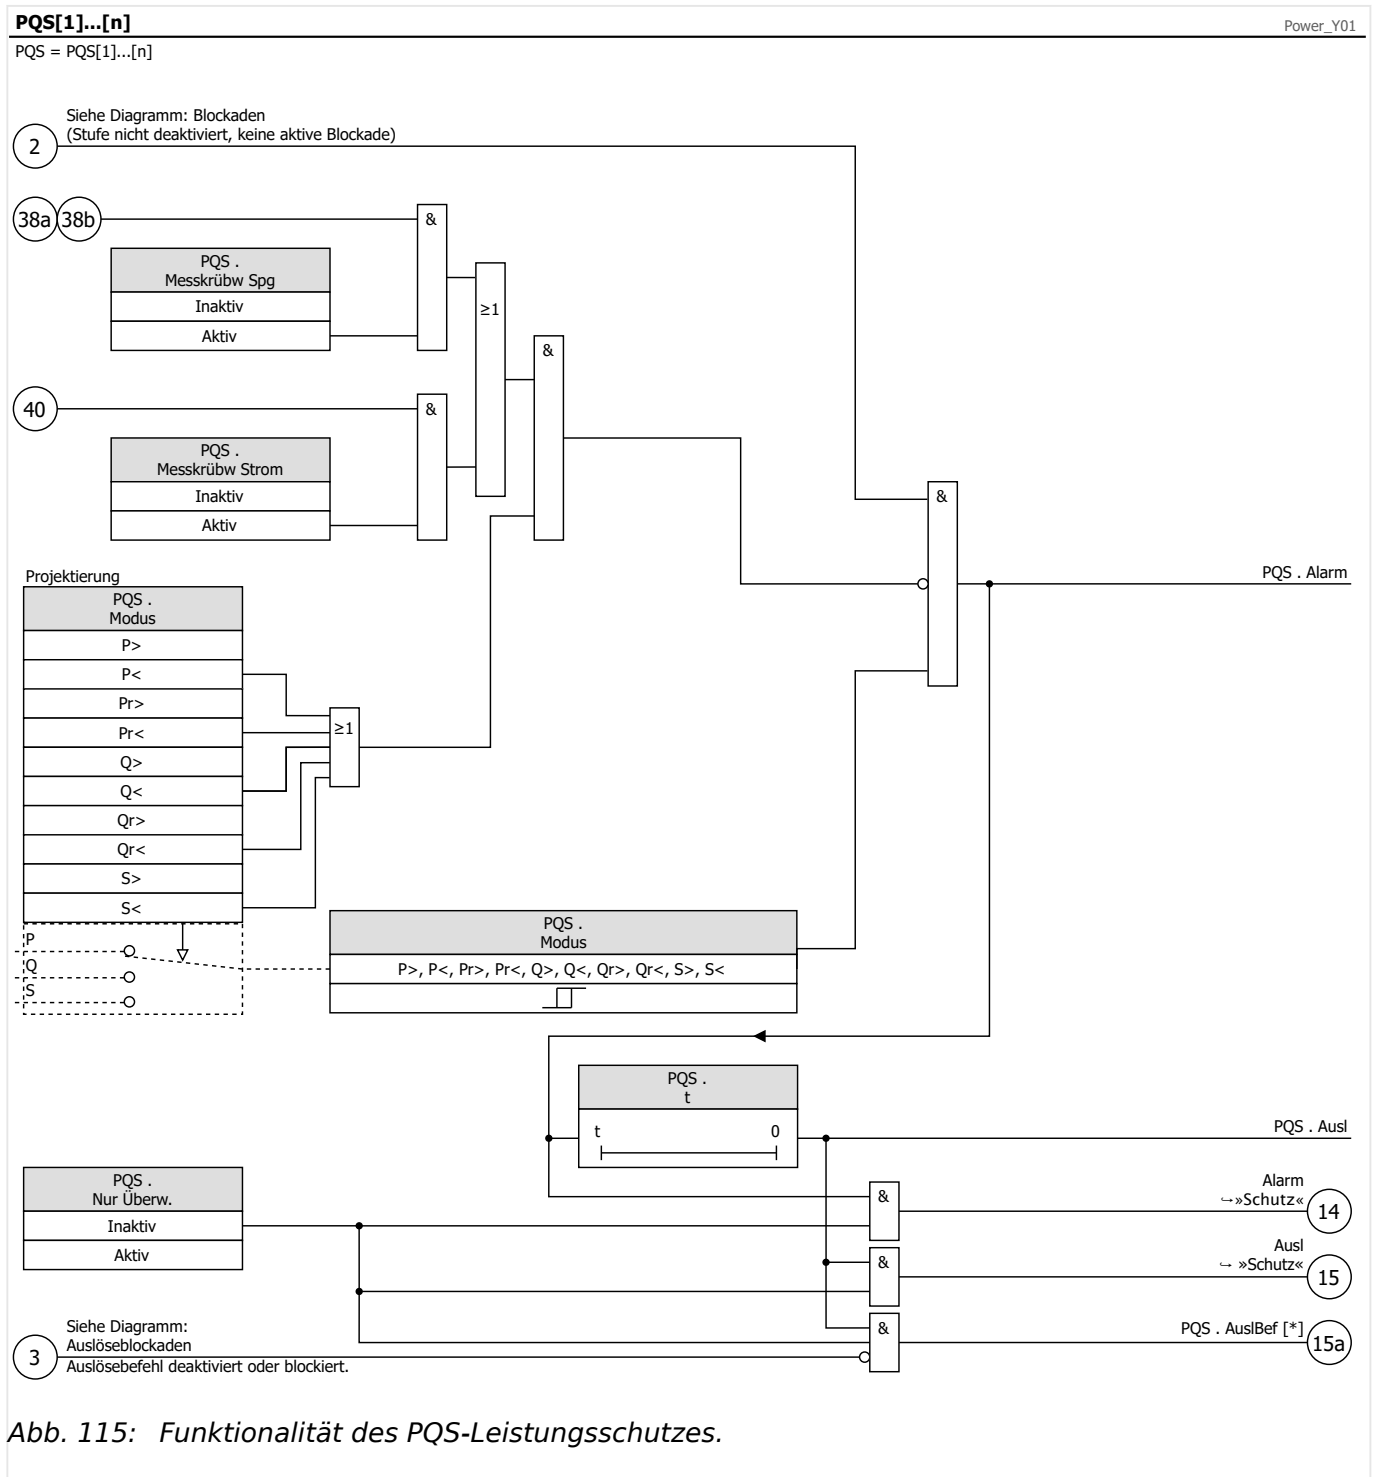 PQS[1]...[n]
Power_Y01
PQS = PQS[1]...[n]
Siehe Diagramm: Blockaden
(Stufe nicht deaktiviert, keine aktive Blockade)
2
38a
38b
&
PQS .
Messkrübw Spg
Inaktiv
Aktiv
≥1
&
40
&
PQS .
Messkrübw Strom
Inaktiv
Aktiv
&
PQS . Alarm
Projektierung
PQS .
Modus
P>
P<
Pr>
Pr<
≥1
Q>
Q<
Qr>
Qr<
S>
S<
P
Q
S
PQS .
Modus
P>, P<, Pr>, Pr<, Q>, Q<, Qr>, Qr<, S>, S<
PQS .
t
t
0
PQS . Ausl
PQS .
Nur Überw.
Inaktiv
Aktiv
&
Alarm
↪»Schutz«
14
&
Ausl
↪ »Schutz«
15
Siehe Diagramm:
Auslöseblockaden
Auslösebefehl deaktiviert oder blockiert.
3
&
PQS . AuslBef [*]
15a
Abb. 115: Funktionalität des PQS-Leistungsschutzes.